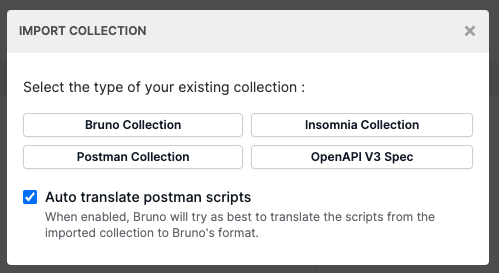 IMPORT COLLECTION
Select the type of your existing collection :
Bruno Collection
Insomnia Collection
Postman Collection
OpenAPI V3 Spec
Auto translate postman scripts
When enabled, Bruno will try as best to translate the scripts from the
imported collection to Bruno's format.